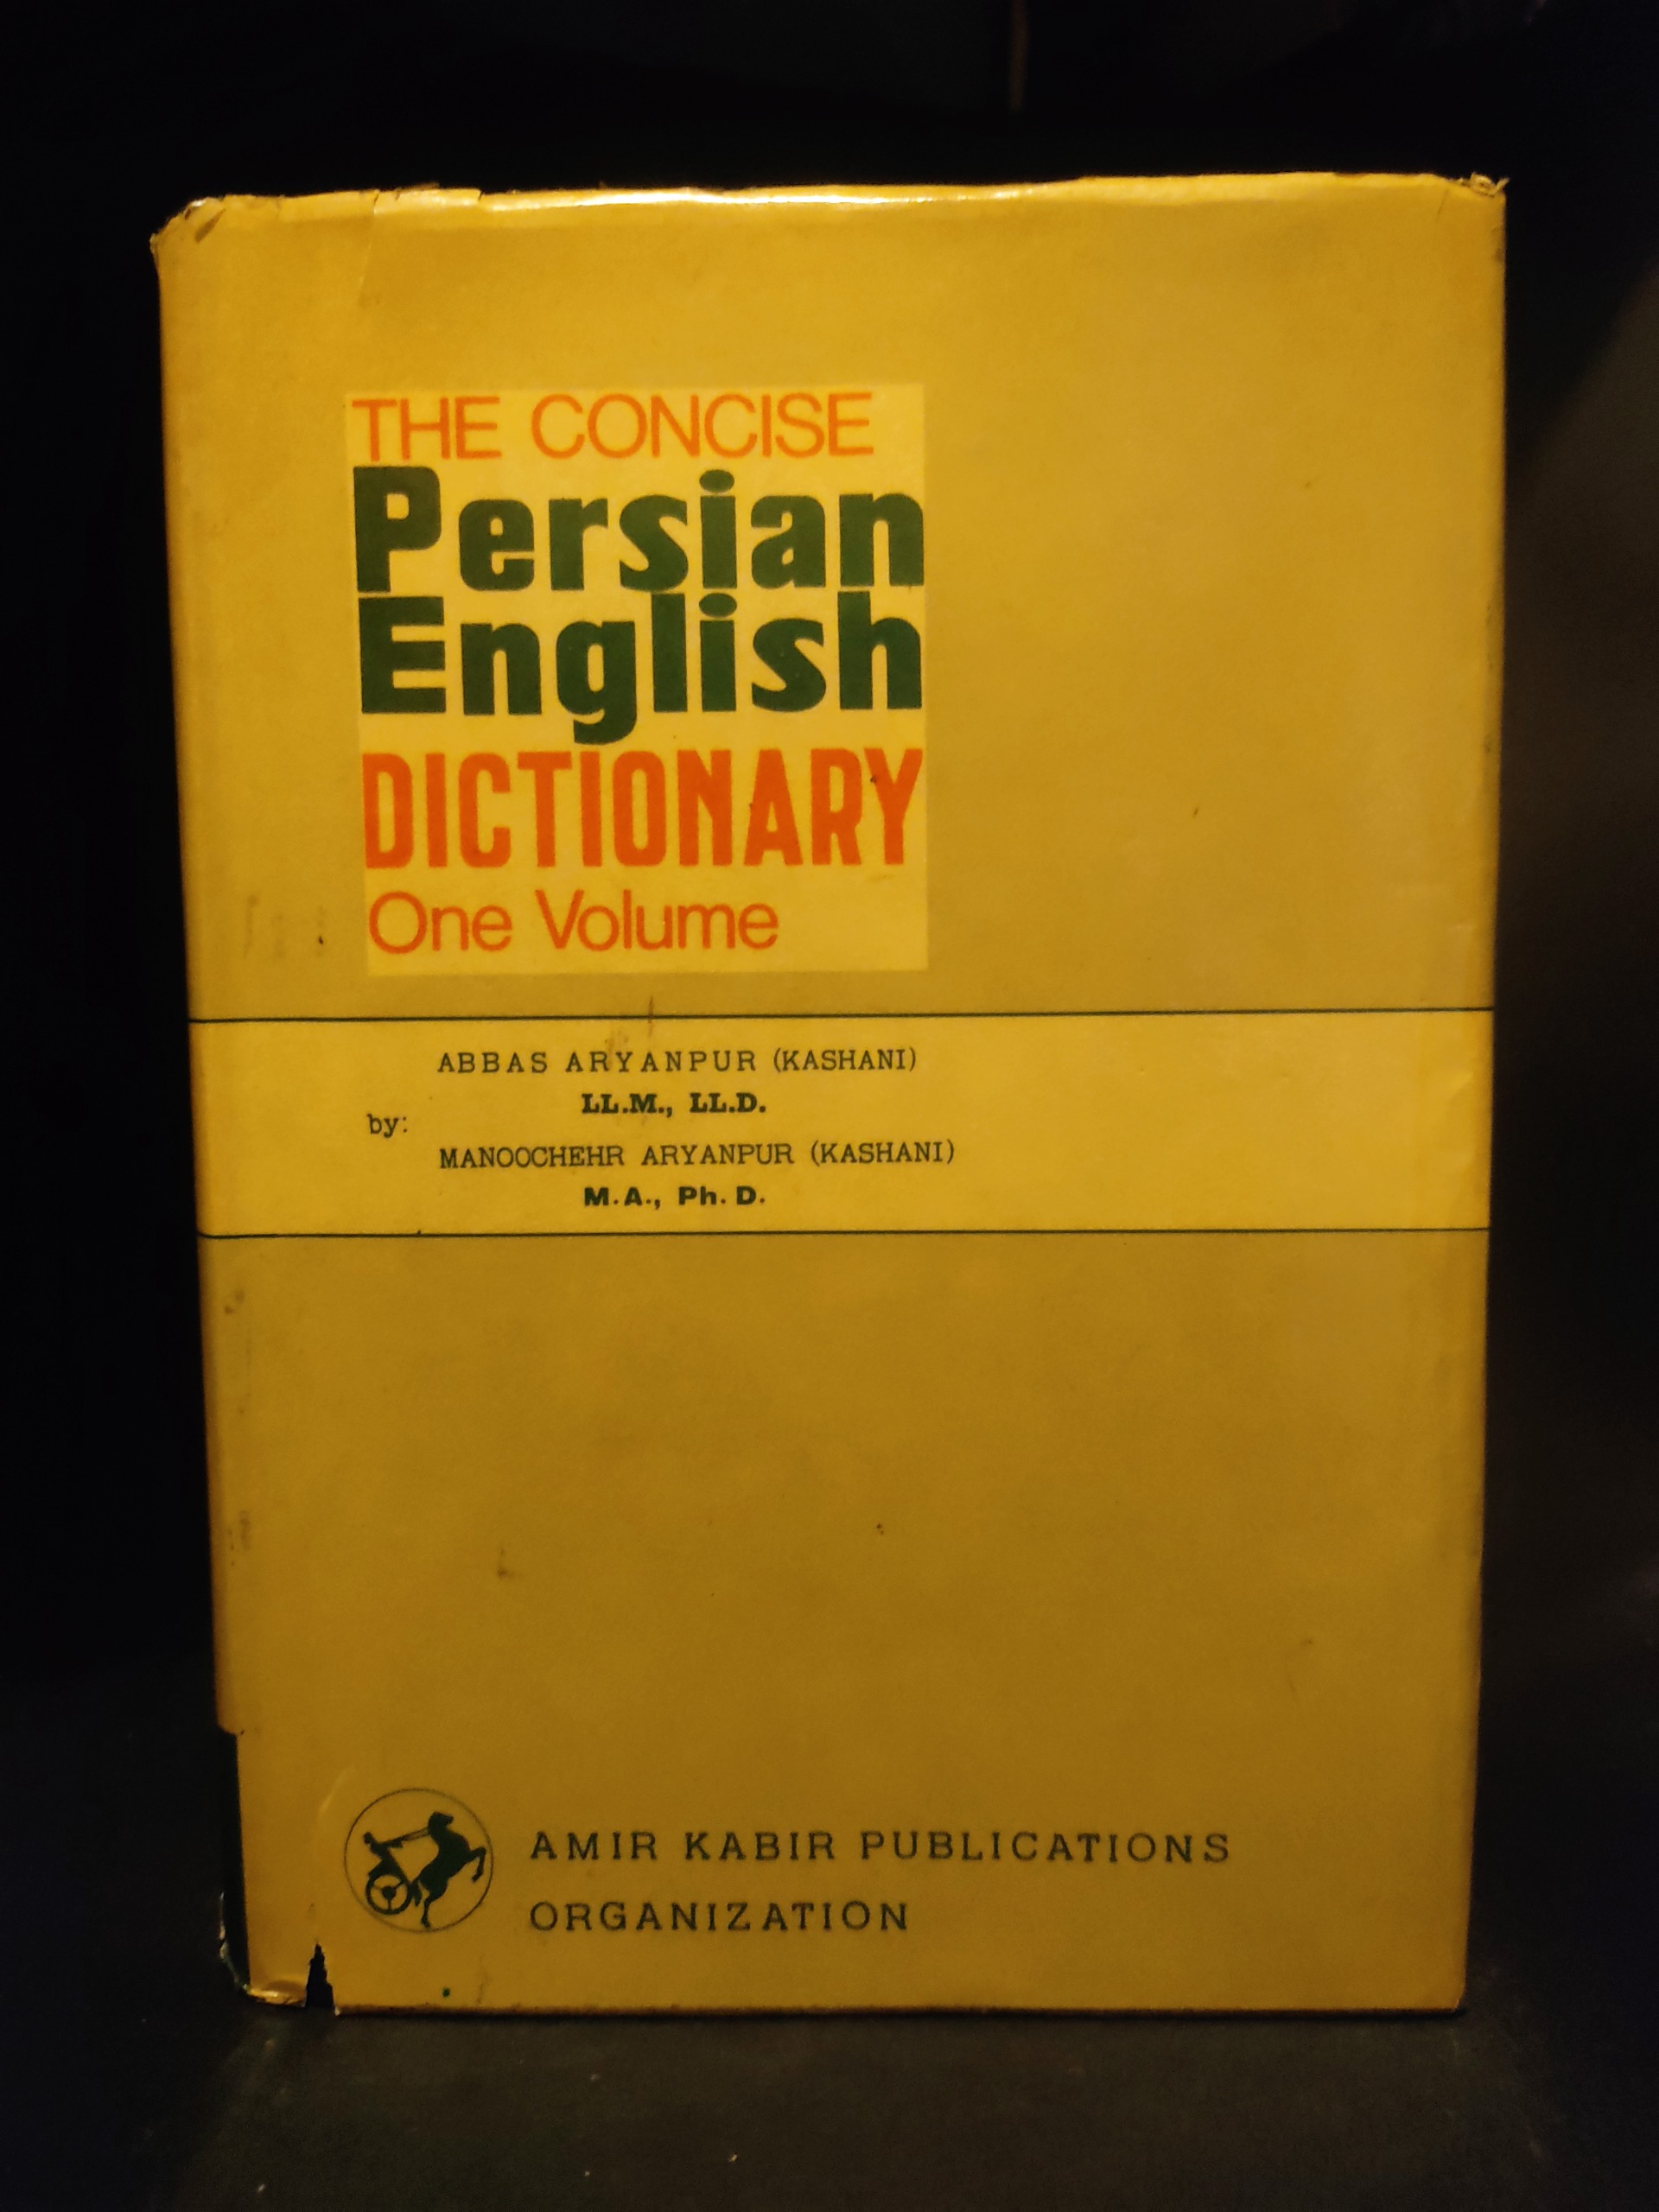 THE CONCISE
Persian
English
DICTIONARY
One Volume
by:
ABBAS ARYANPUR (KASHANI)
LL.M., LL.D.
MANOOCHEHR ARYANPUR (KASHANI)
M.A., Ph. D.
AMIR KABIR PUBLICATIONS
ORGANIZATION